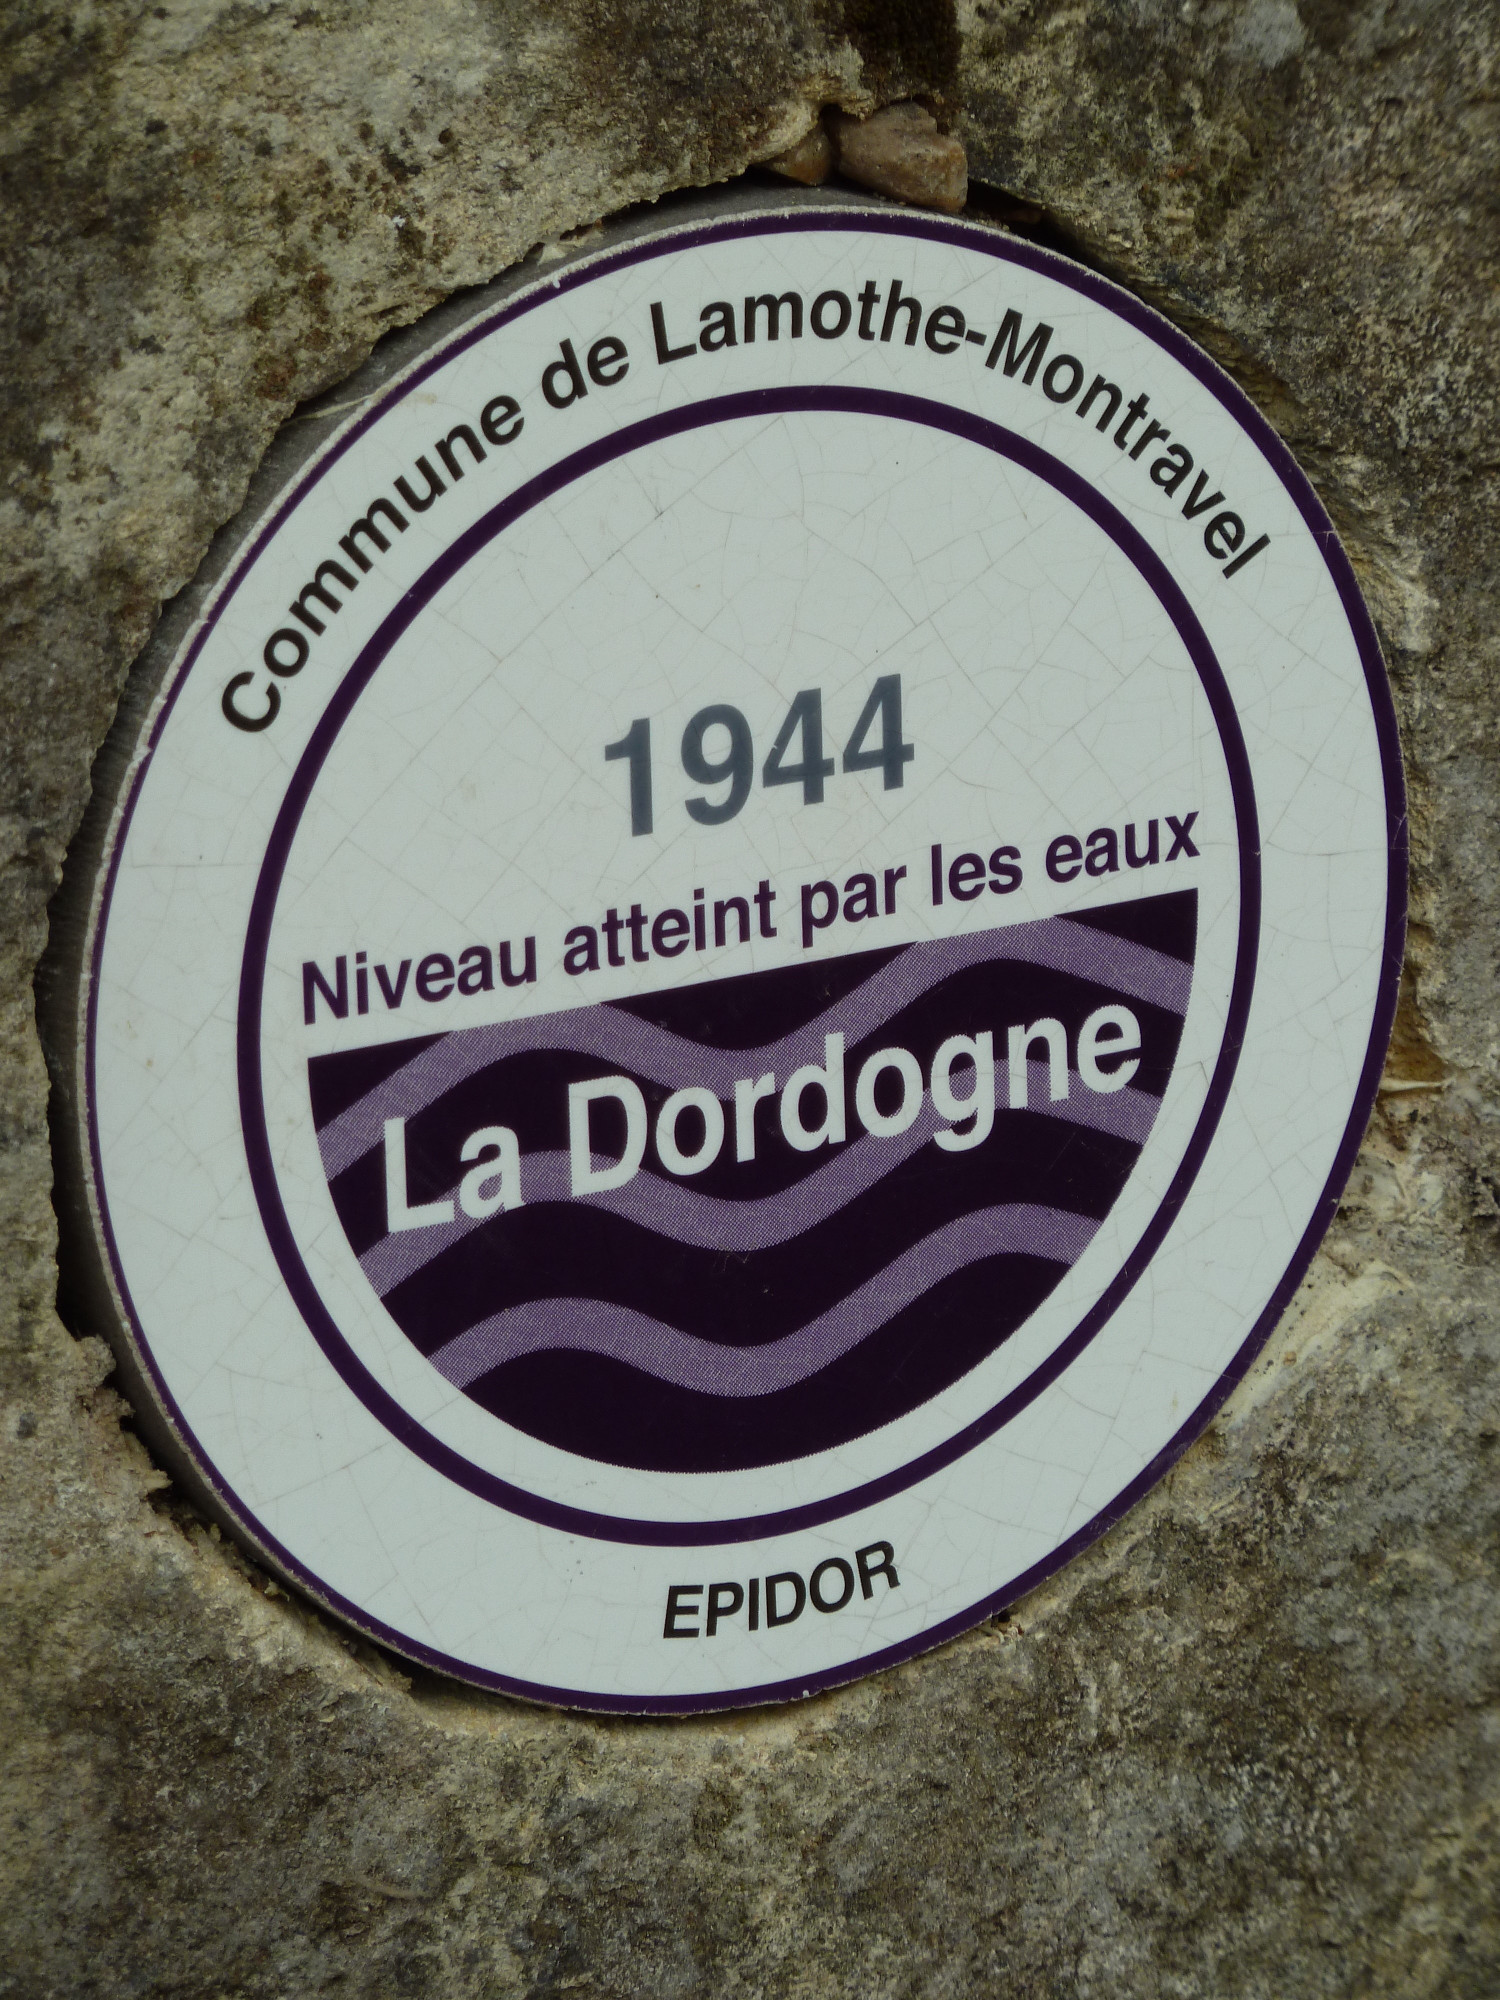 Commune de Lamothe-Montravel
1944
Niveau atteint par les eaux
La Dordogne
EPIDOR